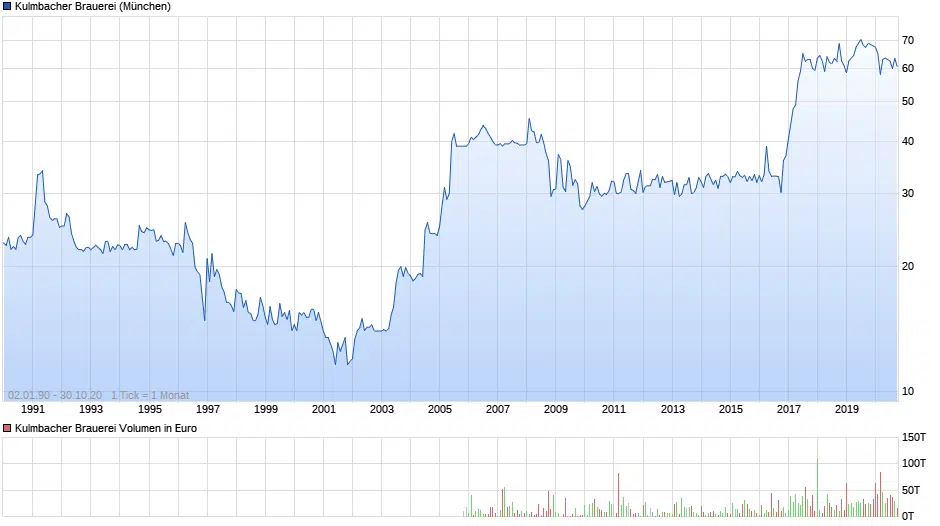 Kulmbacher Brauerei (München)
70
60
50
40
30
20
10
02.01.90 - 30.10.20 1 Tick = 1 Monat
1991 1993 1995 1997 1999 2001 2003 2005 2007 2009 2011 2013 2015 2017 2019
Kulmbacher Brauerei Volumen in Euro
150T
100T
50T
0T